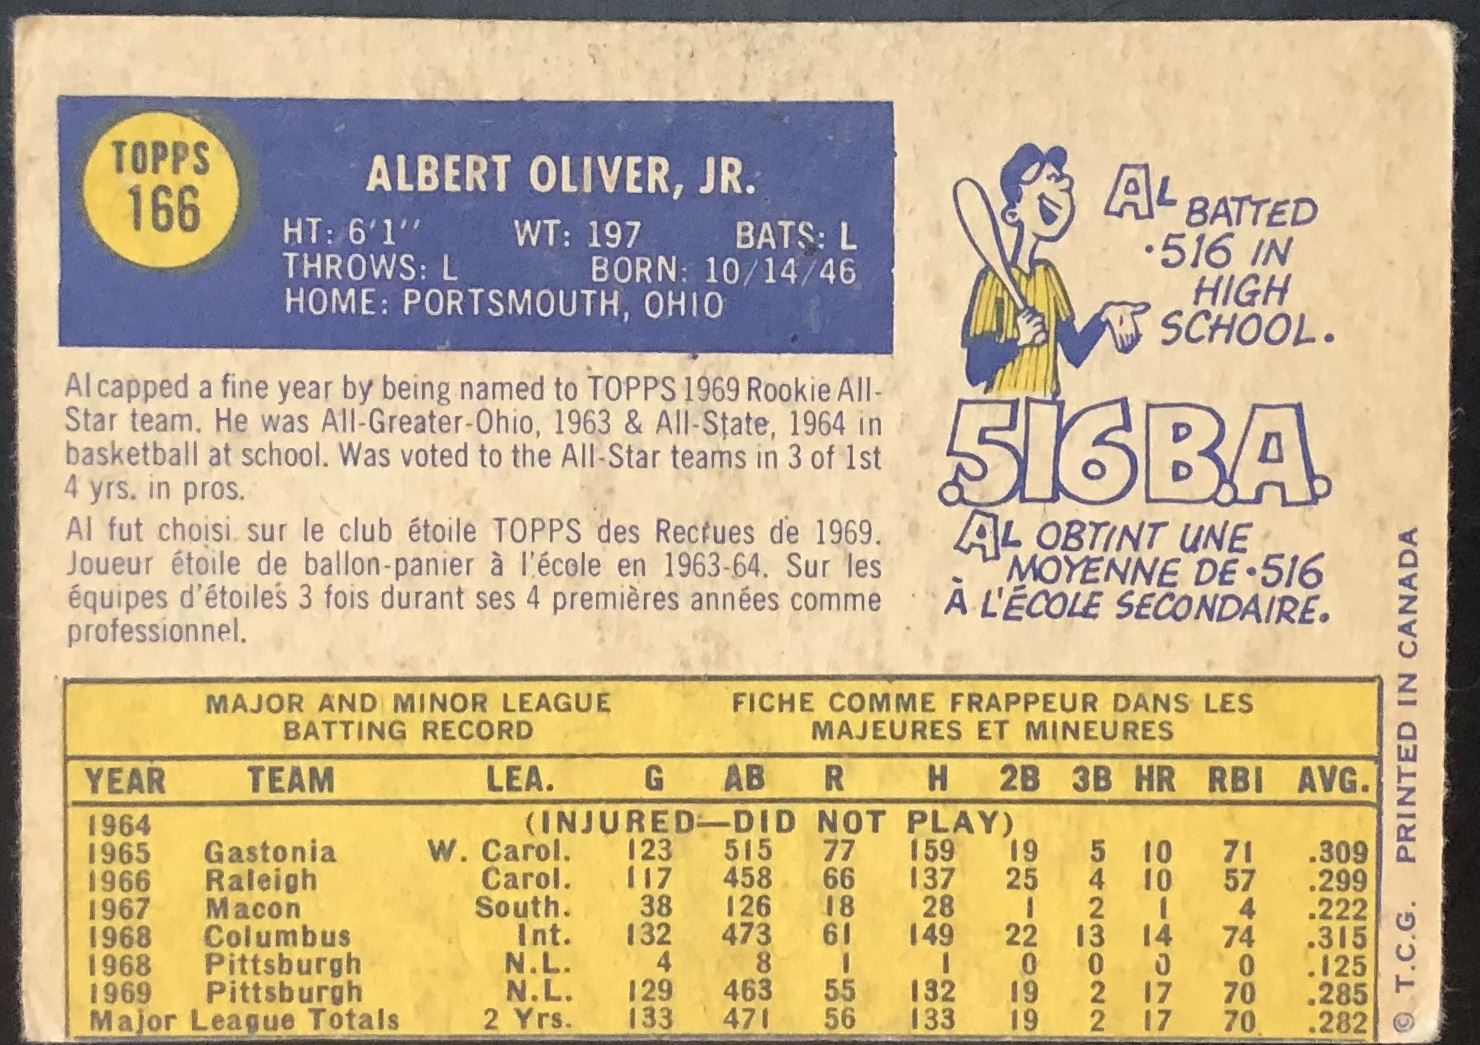 TOPPS
166
ALBERT OLIVER, JR.
HT: 6'1" WT: 197 BATS: L
THROWS: L BORN: 10/14/46
HOME: PORTSMOUTH, OHIO
Al capped a fine year by being named to TOPPS 1969 Rookie All-
Star team. He was All-Greater-Ohio, 1963 & All-State, 1964 in
basketball at school. Was voted to the All-Star teams in 3 of 1st
4 yrs. in pros.
Al fut choisi sur le club étoile TOPPS des Recrues de 1969.
Joueur étoile de ballon-panier à l'école en 1963-64. Sur les
équipes d'étoiles 3 fois durant ses 4 premières années comme
professionnel.
AL BATTED
.516 IN
HIGH
SCHOOL.
.516 B.A.
AL OBTINT UNE
MOYENNE DE .516
À L'ÉCOLE SECONDAIRE.
MAJOR AND MINOR LEAGUE
BATTING RECORD
FICHE COMME FRAPPEUR DANS LES
MAJEURES ET MINEURES
YEAR TEAM LEA. G AB R H 2B 3B HR RBI AVG.
1964 (INJURED—DID NOT PLAY)
1965 Gastonia W. Carol. 123 515 77 159 19 5 10 71 .309
1966 Raleigh Carol. 117 458 66 137 25 4 10 57 .299
1967 Macon South. 38 126 18 28 1 2 1 4 .222
1968 Columbus Int. 132 473 61 149 22 13 14 74 .315
1968 Pittsburgh N.L. 4 8 1 1 0 0 0 0 .125
1969 Pittsburgh N.L. 129 463 55 132 19 2 17 70 .285
Major League Totals 2 Yrs. 133 471 56 133 19 2 17 70 .282
© T.C.G. PRINTED IN CANADA